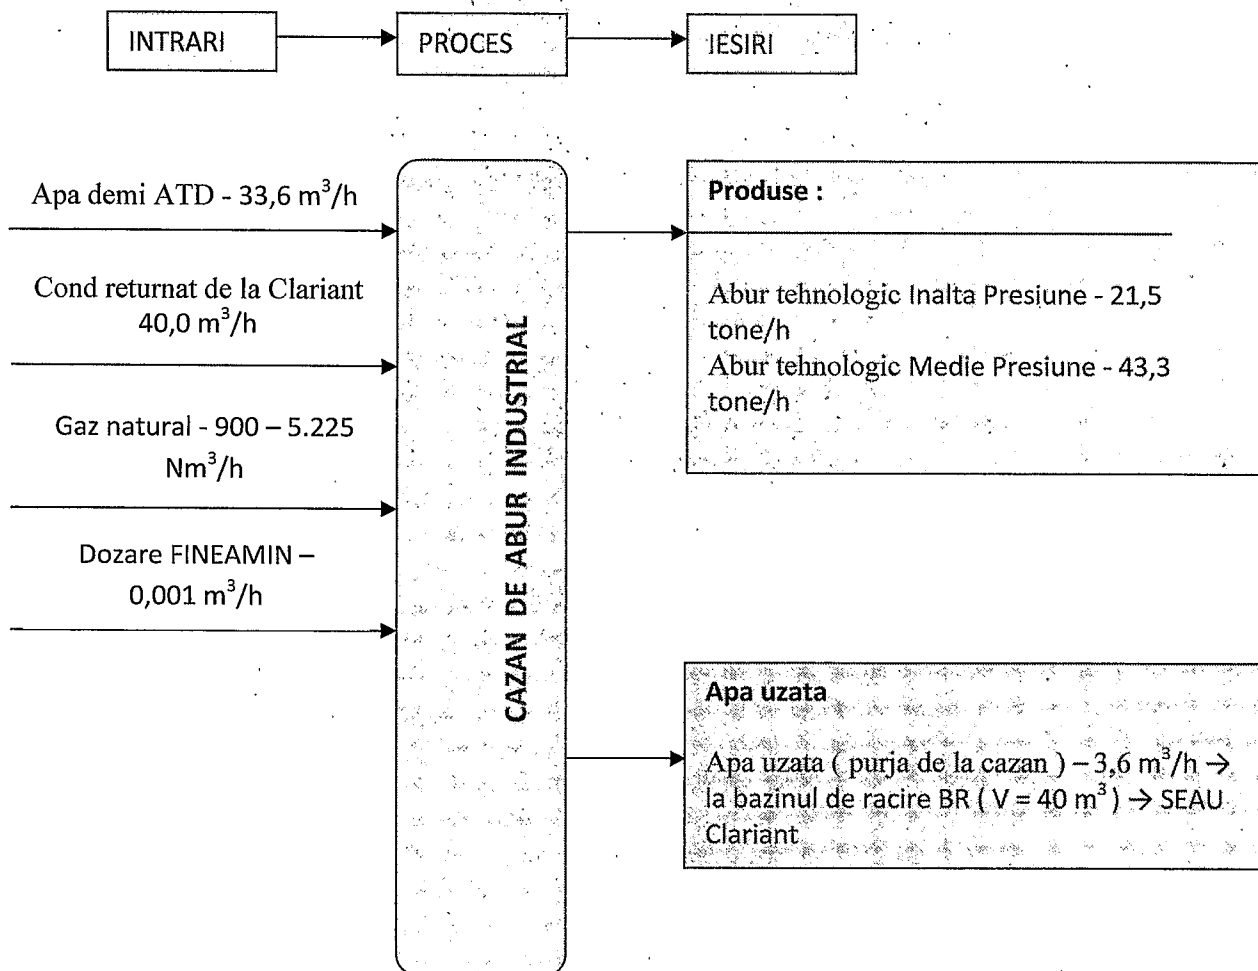 INTRARI
PROCES
IESIRI
Apa demi ATD - 33,6 m³/h
Cond returnat de la Clariant
40,0 m³/h
Gaz natural - 900 – 5.225
Nm³/h
Dozare FINEAMIN –
0,001 m³/h
CAZAN DE ABUR INDUSTRIAL
Produse :
Abur tehnologic Inalta Presiune - 21,5
tone/h
Abur tehnologic Medie Presiune - 43,3
tone/h
Apa uzata
Apa uzata ( purja de la cazan ) – 3,6 m³/h →
la bazinul de racire BR ( V = 40 m³ ) → SEAU
Clariant